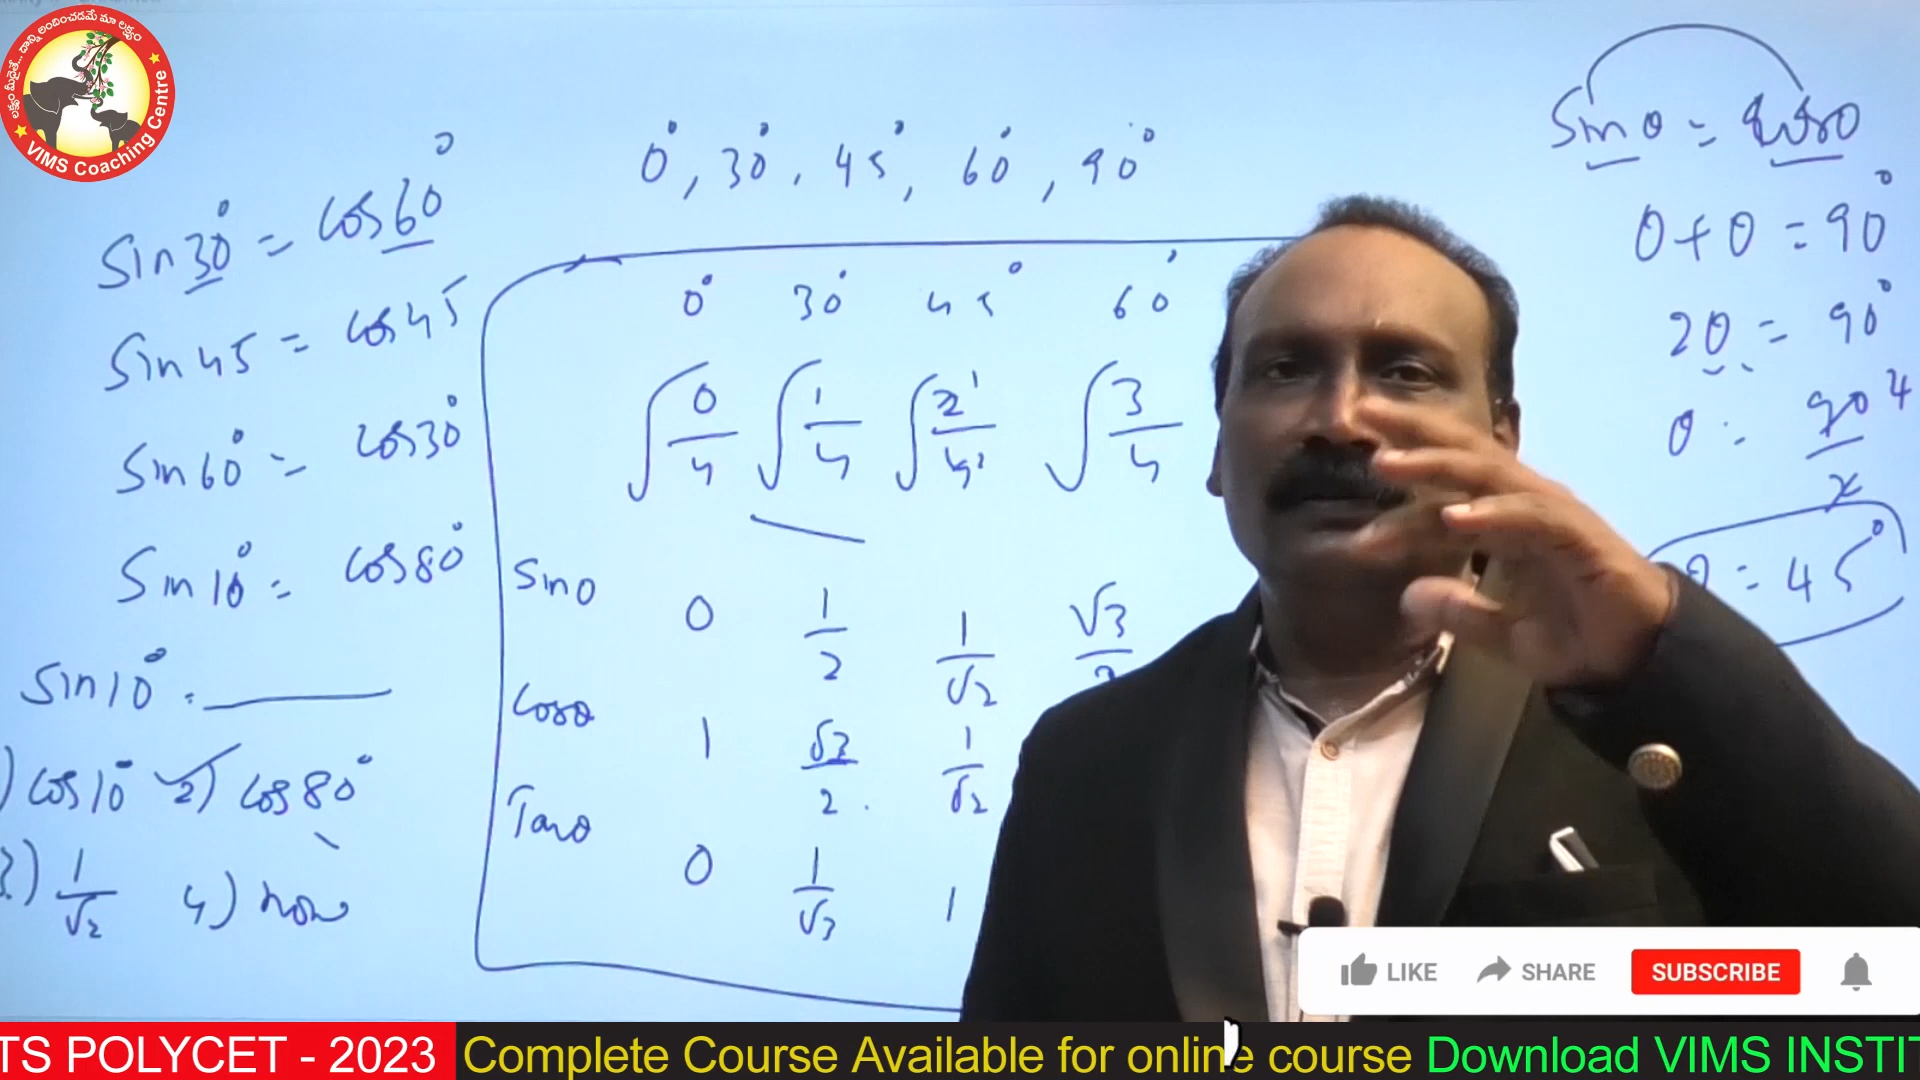 లక్ష్యం మీదైతే... దాన్ని అందించడమే మా లక్ష్యం
VIMS Coaching Centre
0°, 30°, 45°, 60°, 90°
Sin30° = cos60°
Sin45 = cos45
Sin60° = cos30°
Sin10° = cos80°
Sin10° = ______
) cos10° 2) cos80°
3) 1/√2 4) none
0° 30° 45° 60°
√0/4 √1/4 √2/4 √3/4
Sinθ 0 1/2 1/√2 √3/2
Cosθ 1 √3/2 1/√2
Tanθ 0 1/√3 1
Sinθ = cosθ
θ+θ = 90°
2θ = 90°
θ = 90/2
θ = 45°
LIKE SHARE SUBSCRIBE
TS POLYCET - 2023 Complete Course Available for online course Download VIMS INSTIT